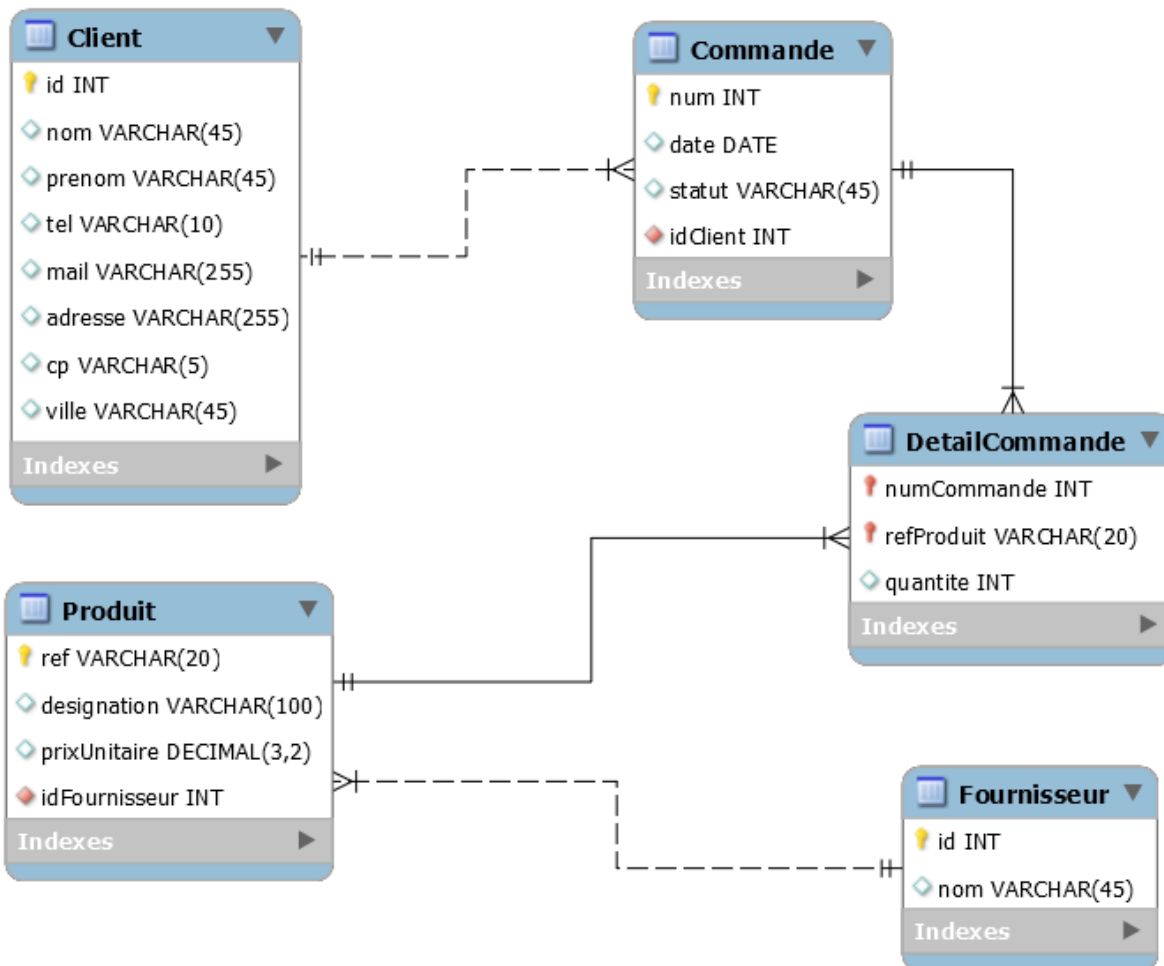 Client
id INT
nom VARCHAR(45)
prenom VARCHAR(45)
tel VARCHAR(10)
mail VARCHAR(255)
adresse VARCHAR(255)
cp VARCHAR(5)
ville VARCHAR(45)
Indexes
Commande
num INT
date DATE
statut VARCHAR(45)
idClient INT
Indexes
DetailCommande
numCommande INT
refProduit VARCHAR(20)
quantite INT
Indexes
Produit
ref VARCHAR(20)
designation VARCHAR(100)
prixUnitaire DECIMAL(3,2)
idFournisseur INT
Indexes
Fournisseur
id INT
nom VARCHAR(45)
Indexes